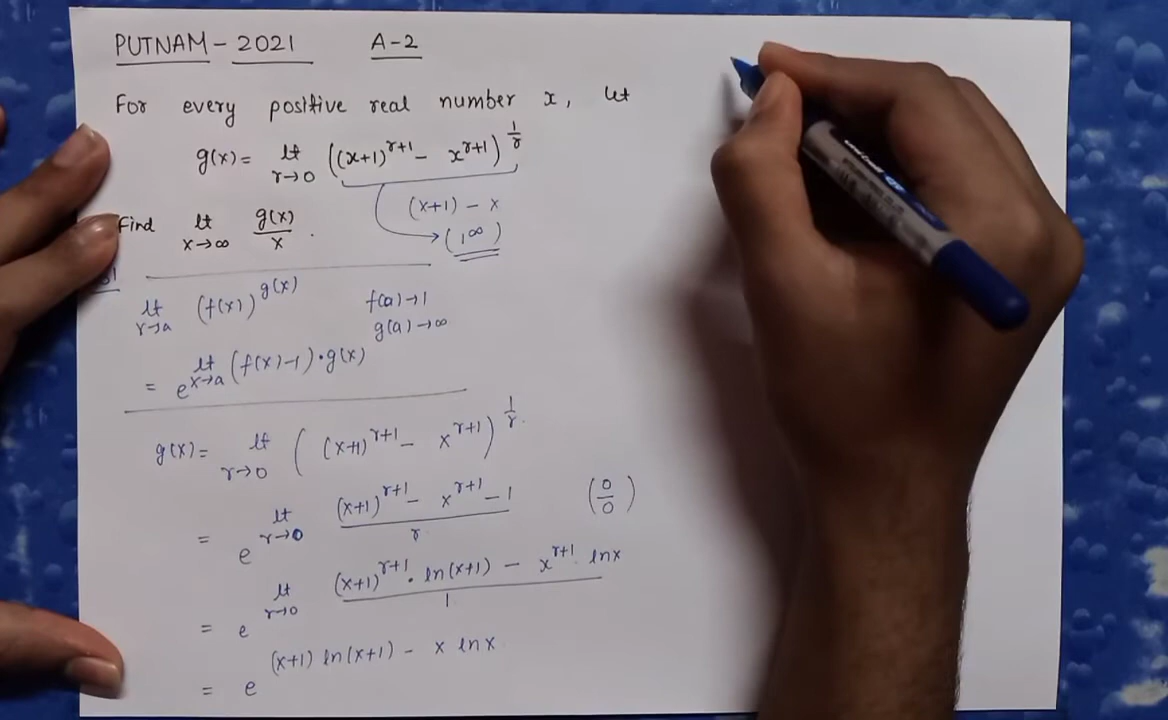 PUTNAM - 2021 A-2
For every positive real number x, let
g(x) = lt r→0 ((x+1)^{r+1} - x^{r+1})^{1/r}
(x+1) - x
Find lt x→∞ g(x)/x .
(1^∞)
lt r→a (f(x))^{g(x)} f(a)→1
g(a)→∞
= e^{lt x→a (f(x)-1)·g(x)}
g(x) = lt r→0 ( (x+1)^{r+1} - x^{r+1} )^{1/r}.
= e^{lt r→0 ((x+1)^{r+1} - x^{r+1} - 1)/r} (0/0)
= e^{lt r→0 ((x+1)^{r+1} · ln(x+1) - x^{r+1} · lnx)/1}
= e^{(x+1) ln(x+1) - x lnx}